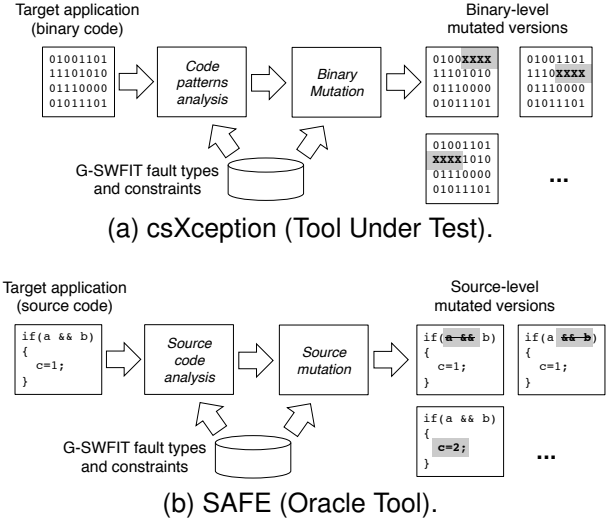 Target application
(binary code)
01001101
11101010
01110000
01011101
Code
patterns
analysis
Binary
Mutation
Binary-level
mutated versions
0100XXXX
11101010
01110000
01011101
01001101
1110XXXX
01110000
01011101
01001101
XXXX1010
01110000
01011101
...
G-SWFIT fault types
and constraints
(a) csXception (Tool Under Test).
Target application
(source code)
if(a && b)
{
c=1;
}
Source
code
analysis
Source
mutation
Source-level
mutated versions
if(a && b)
{
c=1;
}
if(a && b)
{
c=1;
}
if(a && b)
{
c=2;
}
...
G-SWFIT fault types
and constraints
(b) SAFE (Oracle Tool).